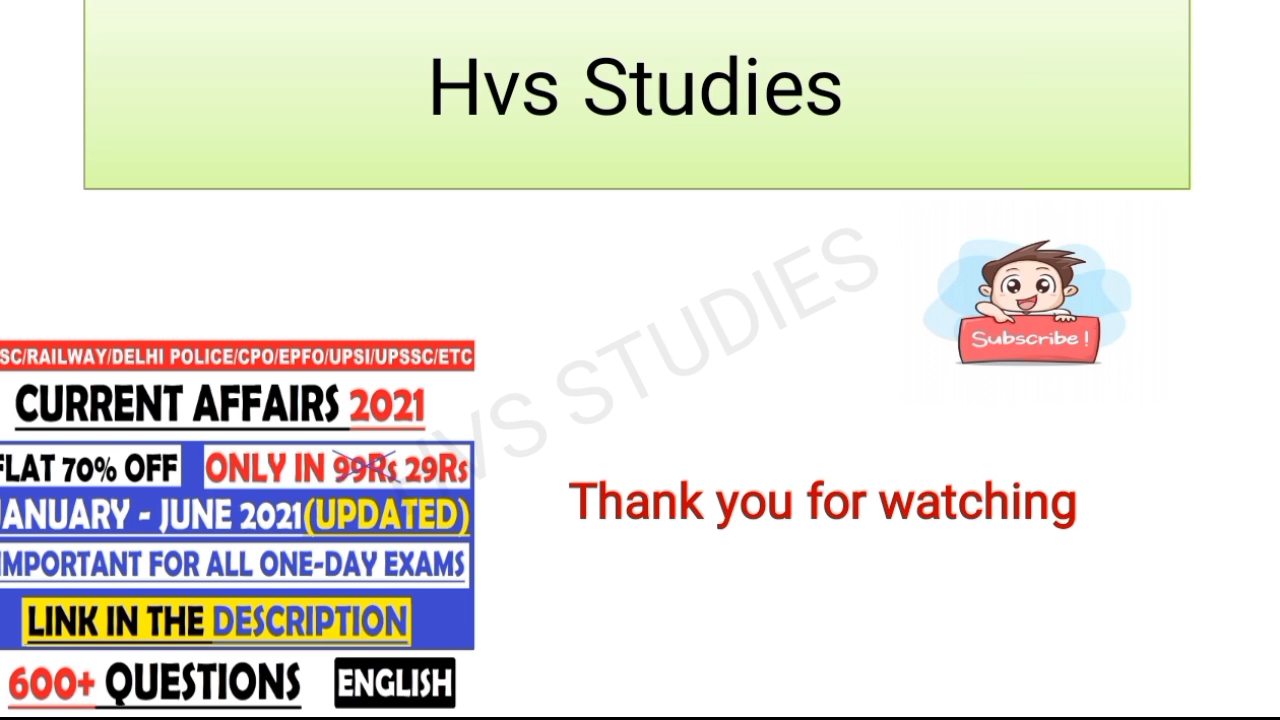 Hvs Studies
HVS STUDIES
Subscribe !
SC/RAILWAY/DELHI POLICE/CPO/EPFO/UPSI/UPSSC/ETC
CURRENT AFFAIRS 2021
FLAT 70% OFF ONLY IN 99Rs 29Rs
JANUARY - JUNE 2021(UPDATED)
IMPORTANT FOR ALL ONE-DAY EXAMS
LINK IN THE DESCRIPTION
600+ QUESTIONS ENGLISH
Thank you for watching